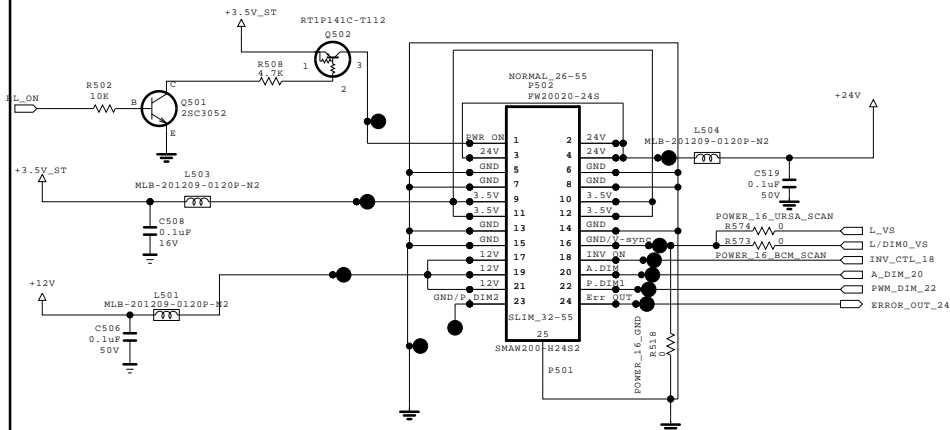 +3.5V_ST
RT1P141C-T112
Q502
1
3
2
R508
4.7K
C
R502
10K
B
Q501
2SC3052
E
RL_ON
+3.5V_ST
L503
MLB-201209-0120P-N2
C508
0.1uF
16V
+12V
L501
MLB-201209-0120P-N2
C506
0.1uF
50V
NORMAL_26-55
P502
FW20020-24S
PWR ON
1
2
24V
24V
3
4
24V
GND
5
6
GND
GND
7
8
GND
3.5V
9
10
3.5V
3.5V
11
12
3.5V
GND
13
14
GND
GND
15
16
GND/V-sync
12V
17
18
INV ON
12V
19
20
A.DIM
12V
21
22
P.DIM1
GND/P.DIM2
23
24
Err OUT
SLIM_32-55
25
SMAW200-H24S2
P501
L504
MLB-201209-0120P-N2
+24V
C519
0.1uF
50V
POWER_16_URSA_SCAN
R574
0
L_VS
R573
0
L/DIM0_VS
POWER_16_BCM_SCAN
INV_CTL_18
A_DIM_20
PWM_DIM_22
ERROR_OUT_24
POWER_16_GND
R518
0